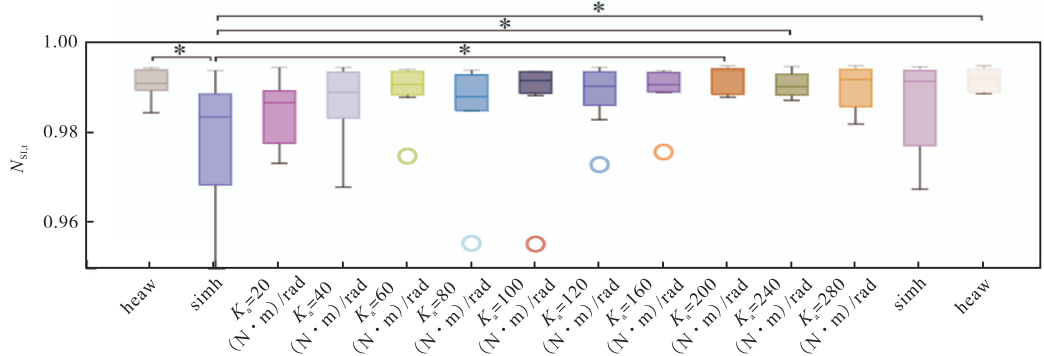 *
*
* *
1.00
0.98
0.96
N_SI,t
heaw
simh
Kₐ=20
(N·m)/rad
Kₐ=40
(N·m)/rad
Kₐ=60
(N·m)/rad
Kₐ=80
(N·m)/rad
Kₐ=100
(N·m)/rad
Kₐ=120
(N·m)/rad
Kₐ=160
(N·m)/rad
Kₐ=200
(N·m)/rad
Kₐ=240
(N·m)/rad
Kₐ=280
(N·m)/rad
simh
heaw